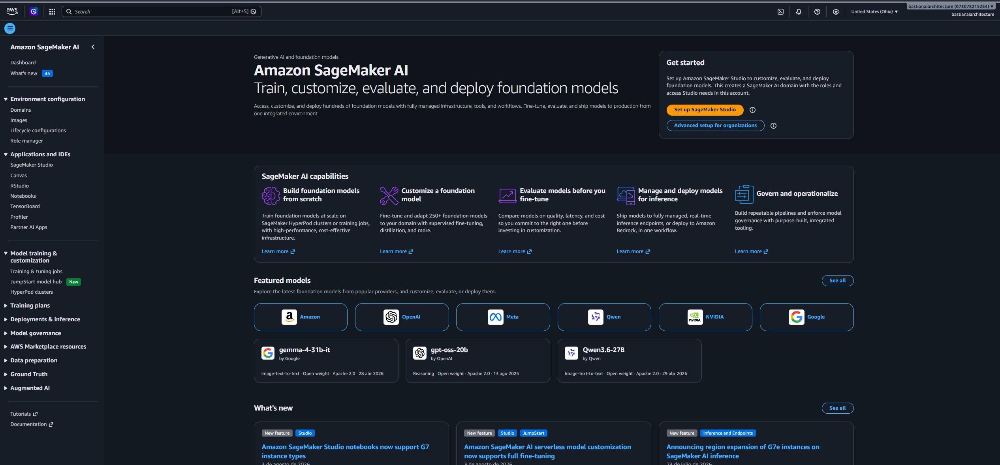 aws
Search
[Alt+S]
United States (Ohio)
bastianaiarchitecture (073078215254)
bastianaiarchitecture
Amazon SageMaker AI
Dashboard
What's new 45
Environment configuration
Domains
Images
Lifecycle configurations
Role manager
Applications and IDEs
SageMaker Studio
Canvas
RStudio
Notebooks
TensorBoard
Profiler
Partner AI Apps
Model training &
customization
Training & tuning jobs
JumpStart model hub New
HyperPod clusters
Training plans
Deployments & inference
Model governance
AWS Marketplace resources
Data preparation
Ground Truth
Augmented AI
Tutorials
Documentation
Generative AI and foundation models
Amazon SageMaker AI
Train, customize, evaluate, and deploy foundation models
Access, customize, and deploy hundreds of foundation models with fully managed infrastructure, tools, and workflows. Fine-tune, evaluate, and ship models to production from
one integrated environment.
Get started
Set up Amazon SageMaker Studio to customize, evaluate, and deploy
foundation models. This creates a SageMaker AI domain with the roles and
access Studio needs in this account.
Set up SageMaker Studio
Advanced setup for organizations
SageMaker AI capabilities
Build foundation models
from scratch
Train foundation models at scale on
SageMaker HyperPod clusters or training jobs,
with high-performance, cost-effective
infrastructure.
Learn more
Customize a foundation
model
Fine-tune and adapt 250+ foundation models
to your domain with supervised fine-tuning,
distillation, and more.
Learn more
Evaluate models before you
fine-tune
Compare models on quality, latency, and cost
so you commit to the right one before
investing in customization.
Learn more
Manage and deploy models
for inference
Ship models to fully managed, real-time
inference endpoints, or deploy to Amazon
Bedrock, in one workflow.
Learn more
Govern and operationalize
Build repeatable pipelines and enforce model
governance with purpose-built, integrated
tooling.
Learn more
Featured models
See all
Explore the latest foundation models from popular providers, and customize, evaluate, or deploy them.
Amazon
OpenAI
Meta
Qwen
NVIDIA
NVIDIA
Google
gemma-4-31b-it
by Google
Image-text-to-text · Open weight · Apache 2.0 · 28 abr 2026
gpt-oss-20b
by OpenAI
Reasoning · Open weight · Apache 2.0 · 13 ago 2025
Qwen3.6-27B
by Qwen
Image-text-to-text · Open weight · Apache 2.0 · 29 abr 2026
What's new
See all
New feature Studio
Amazon SageMaker Studio notebooks now support G7
instance types
3 de agosto de 2026
New feature Studio JumpStart
Amazon SageMaker AI serverless model customization
now supports full fine-tuning
3 de agosto de 2026
New feature Inference and Endpoints
Announcing region expansion of G7e instances on
SageMaker AI inference
23 de julio de 2026